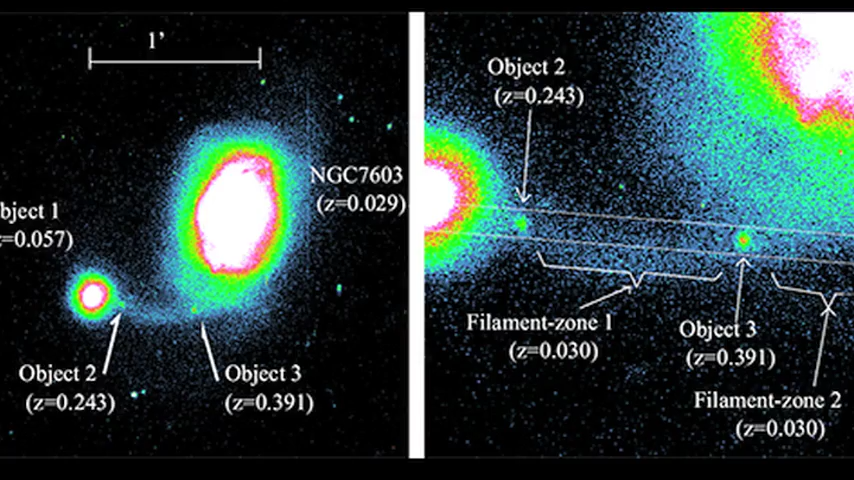 1’
NGC7603
(z=0.029)
bject 1
z=0.057)
Object 2
(z=0.243)
Object 3
(z=0.391)
Object 2
(z=0.243)
Filament-zone 1
(z=0.030)
Object 3
(z=0.391)
Filament-zone 2
(z=0.030)